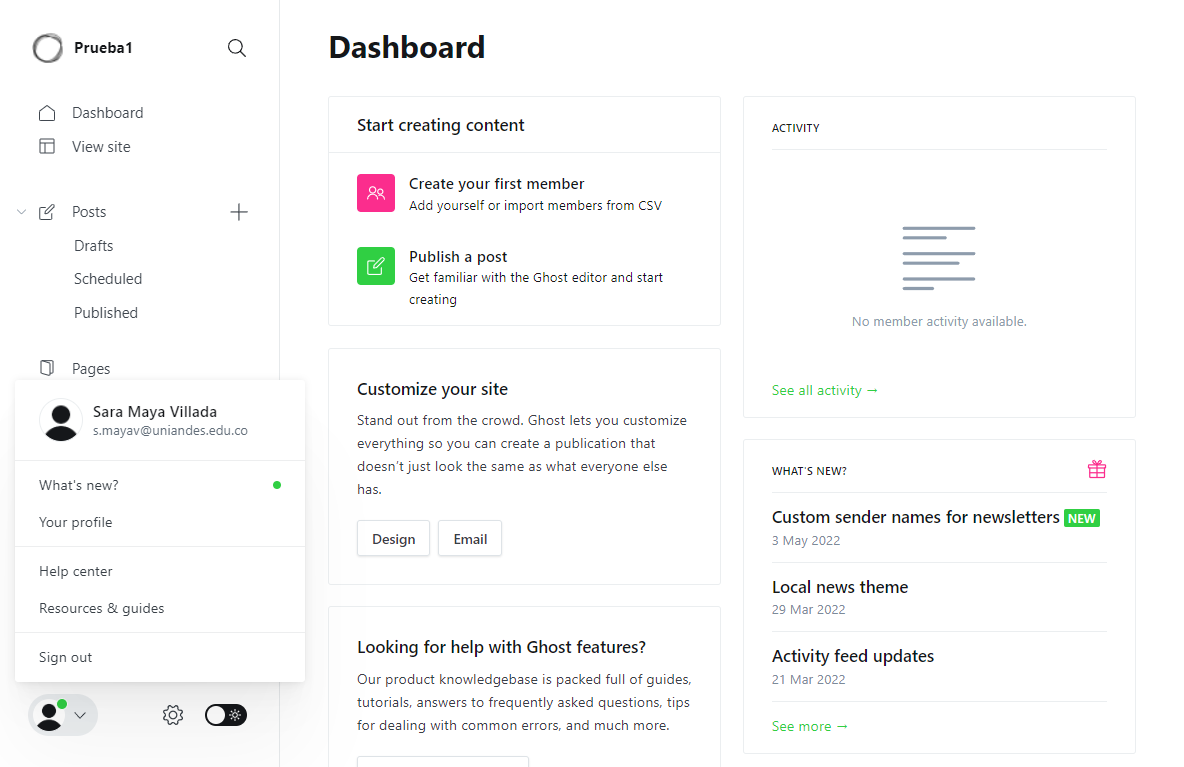 Prueba1
Dashboard
View site
Posts
Drafts
Scheduled
Published
Pages
Sara Maya Villada
s.mayav@uniandes.edu.co
What's new?
Your profile
Help center
Resources & guides
Sign out
Dashboard
Start creating content
Create your first member
Add yourself or import members from CSV
Publish a post
Get familiar with the Ghost editor and start
creating
Customize your site
Stand out from the crowd. Ghost lets you customize
everything so you can create a publication that
doesn't just look the same as what everyone else
has.
Design
Email
Looking for help with Ghost features?
Our product knowledgebase is packed full of guides,
tutorials, answers to frequently asked questions, tips
for dealing with common errors, and much more.
ACTIVITY
No member activity available.
See all activity →
WHAT'S NEW?
Custom sender names for newsletters NEW
3 May 2022
Local news theme
29 Mar 2022
Activity feed updates
21 Mar 2022
See more →